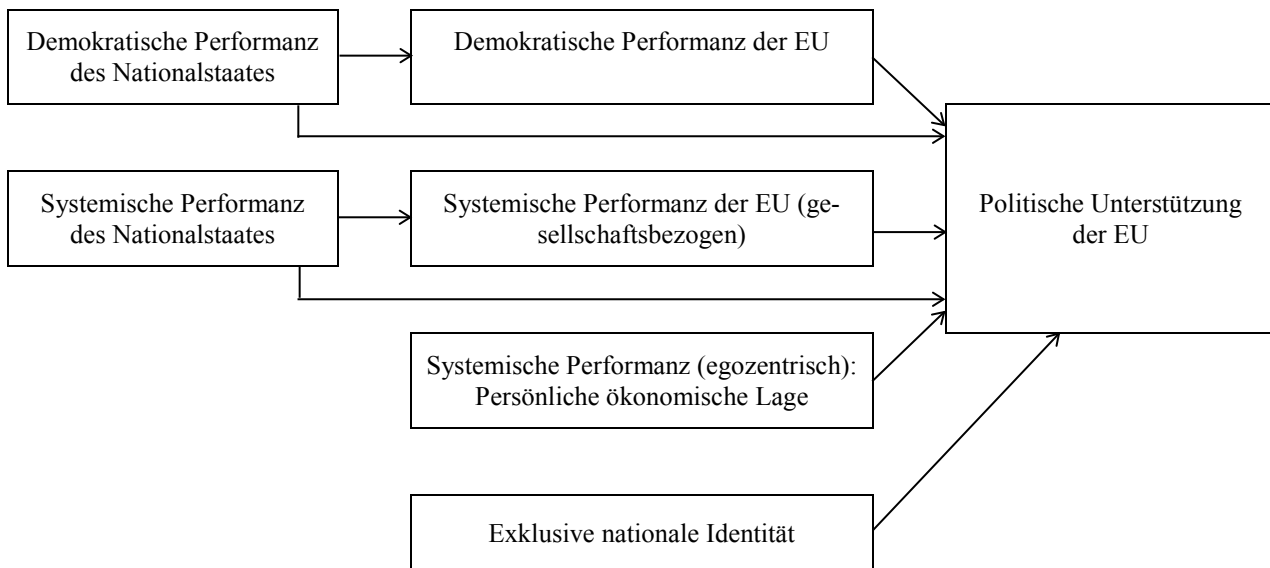 Demokratische Performanz
des Nationalstaates
Demokratische Performanz der EU
Systemische Performanz
des Nationalstaates
Systemische Performanz der EU (ge-
sellschaftsbezogen)
Politische Unterstützung
der EU
Systemische Performanz (egozentrisch):
Persönliche ökonomische Lage
Exklusive nationale Identität